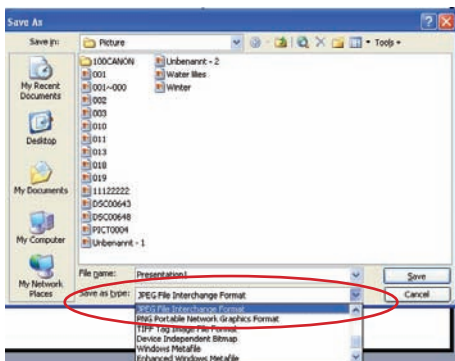 Save As
Save in: Picture Tools
My Recent Documents
Desktop
My Documents
My Computer
My Network Places
100CANON
001
001~000
002
003
010
011
013
018
019
11122222
DSC00643
DSC00648
PICT0004
Unbenannt - 1
Unbenannt - 2
Water lilies
Winter
File name: Presentation1 Save
Save as type: JPEG File Interchange Format Cancel
JPEG File Interchange Format
PNG Portable Network Graphics Format
TIFF Tag Image File Format
Device Independent Bitmap
Windows Metafile
Enhanced Windows Metafile